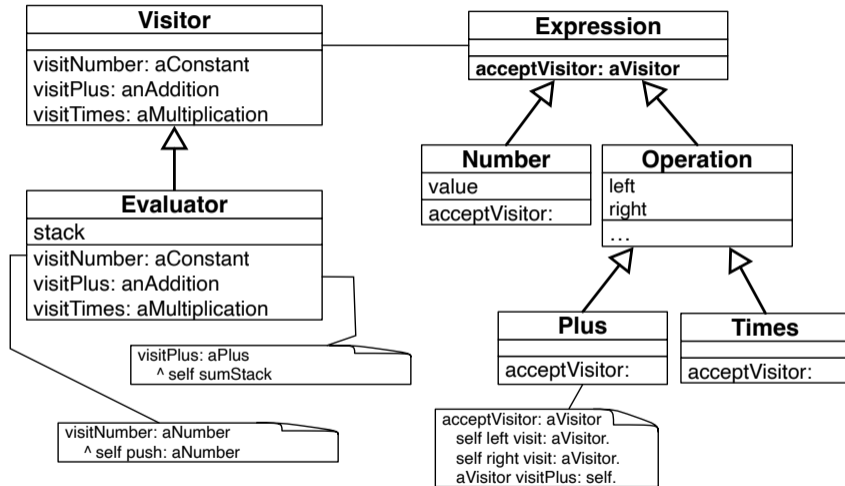 Visitor
visitNumber: aConstant
visitPlus: anAddition
visitTimes: aMultiplication
Expression
acceptVisitor: aVisitor
Number
value
acceptVisitor:
Operation
left
right
...
Evaluator
stack
visitNumber: aConstant
visitPlus: anAddition
visitTimes: aMultiplication
Plus
acceptVisitor:
Times
acceptVisitor:
visitPlus: aPlus
^ self sumStack
visitNumber: aNumber
^ self push: aNumber
acceptVisitor: aVisitor
self left visit: aVisitor.
self right visit: aVisitor.
aVisitor visitPlus: self.